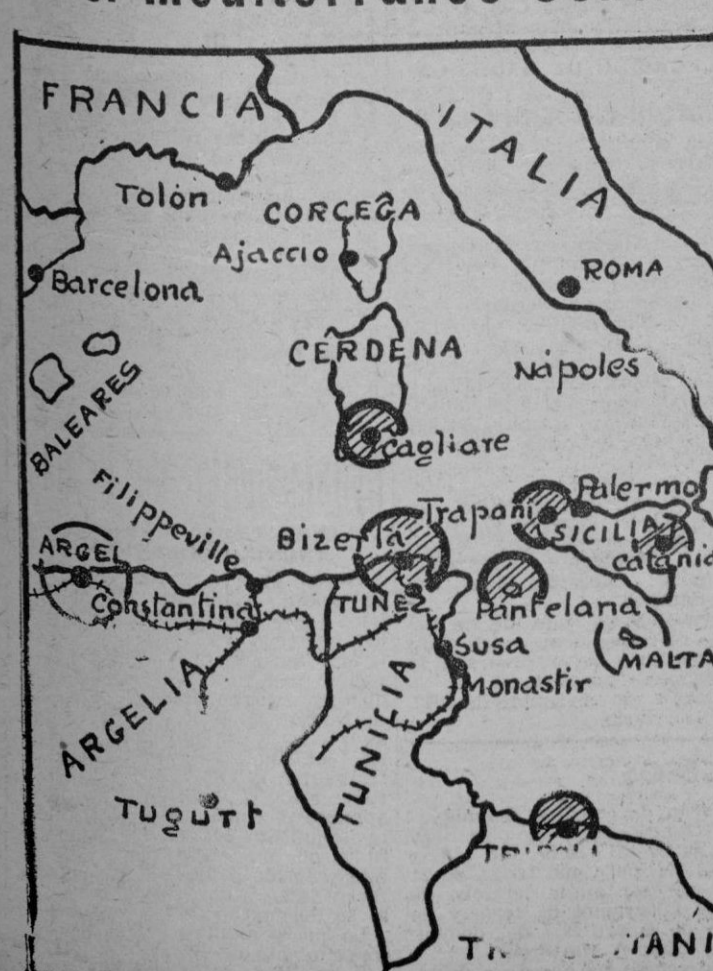 FRANCIA
ITALIA
Tolón
CORCEGA
Ajaccio
ROMA
Barcelona
CERDENA
Nápoles
BALEARES
Cagliare
Filippeville
Trapani
Palermo
Bizerta
SICILIA
ARGEL
Catania
Constantina
TUNEZ
Pantelana
Susa
MALTA
Monastir
ARGELIA
TUNICIA
Tugurt